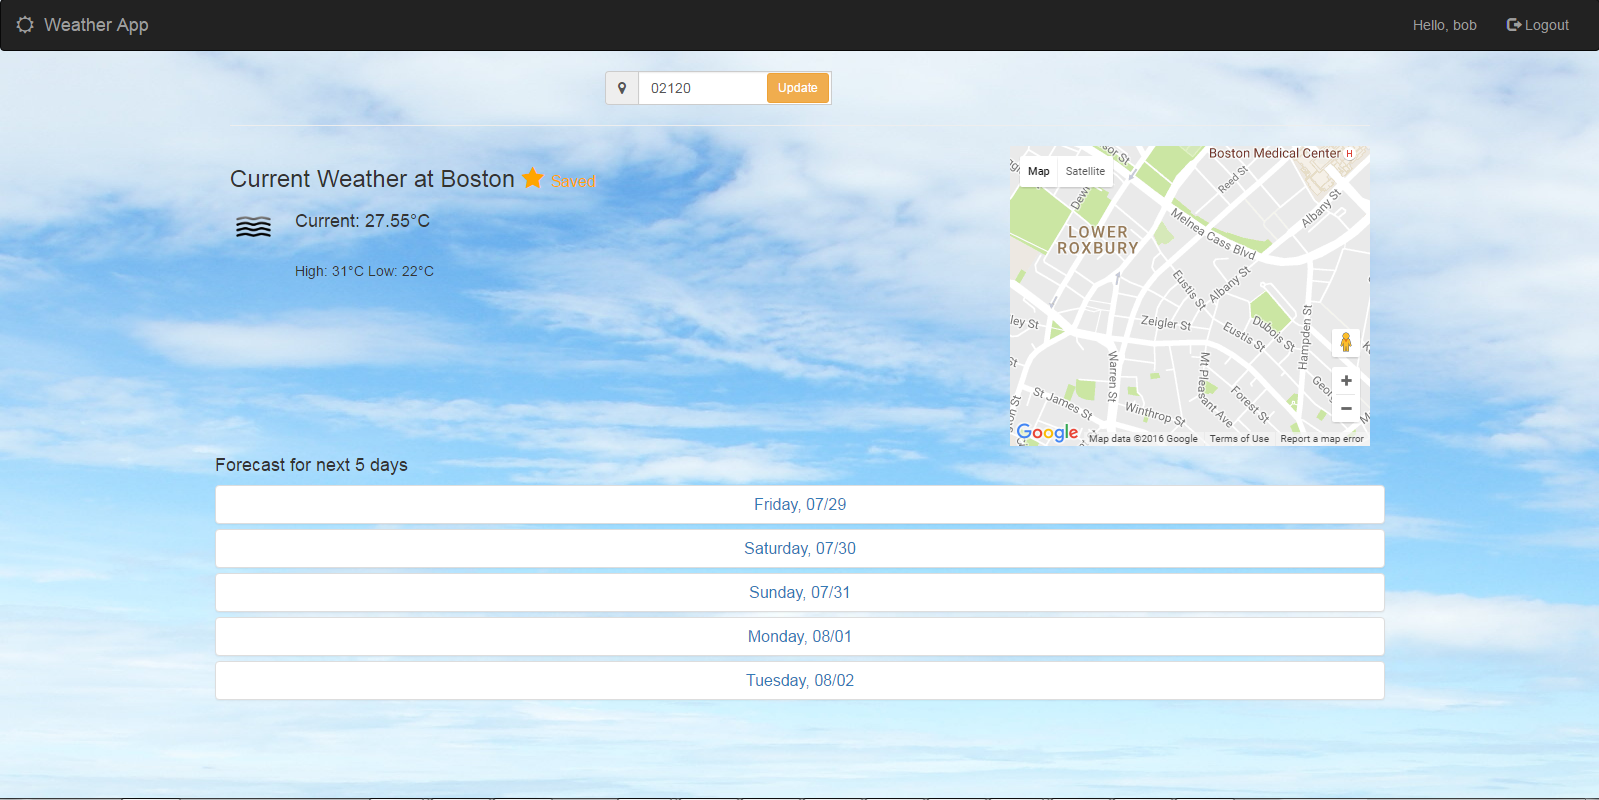 Weather App
Hello, bob
Logout
02120
Update
Current Weather at Boston
Saved
Current: 27.55°C
High: 31°C Low: 22°C
Map
Satellite
Boston Medical Center
H
Reed St
Albany St
Melnea Cass Blvd
LOWER
ROXBURY
Eustis St
Albany St
Zeigler St
Dubois St
Eustis St
Hampden St
Warren St
Mt Pleasant Ave
Forest St
St James St
Winthrop St
Google
Map data ©2016 Google
Terms of Use
Report a map error
Forecast for next 5 days
Friday, 07/29
Saturday, 07/30
Sunday, 07/31
Monday, 08/01
Tuesday, 08/02